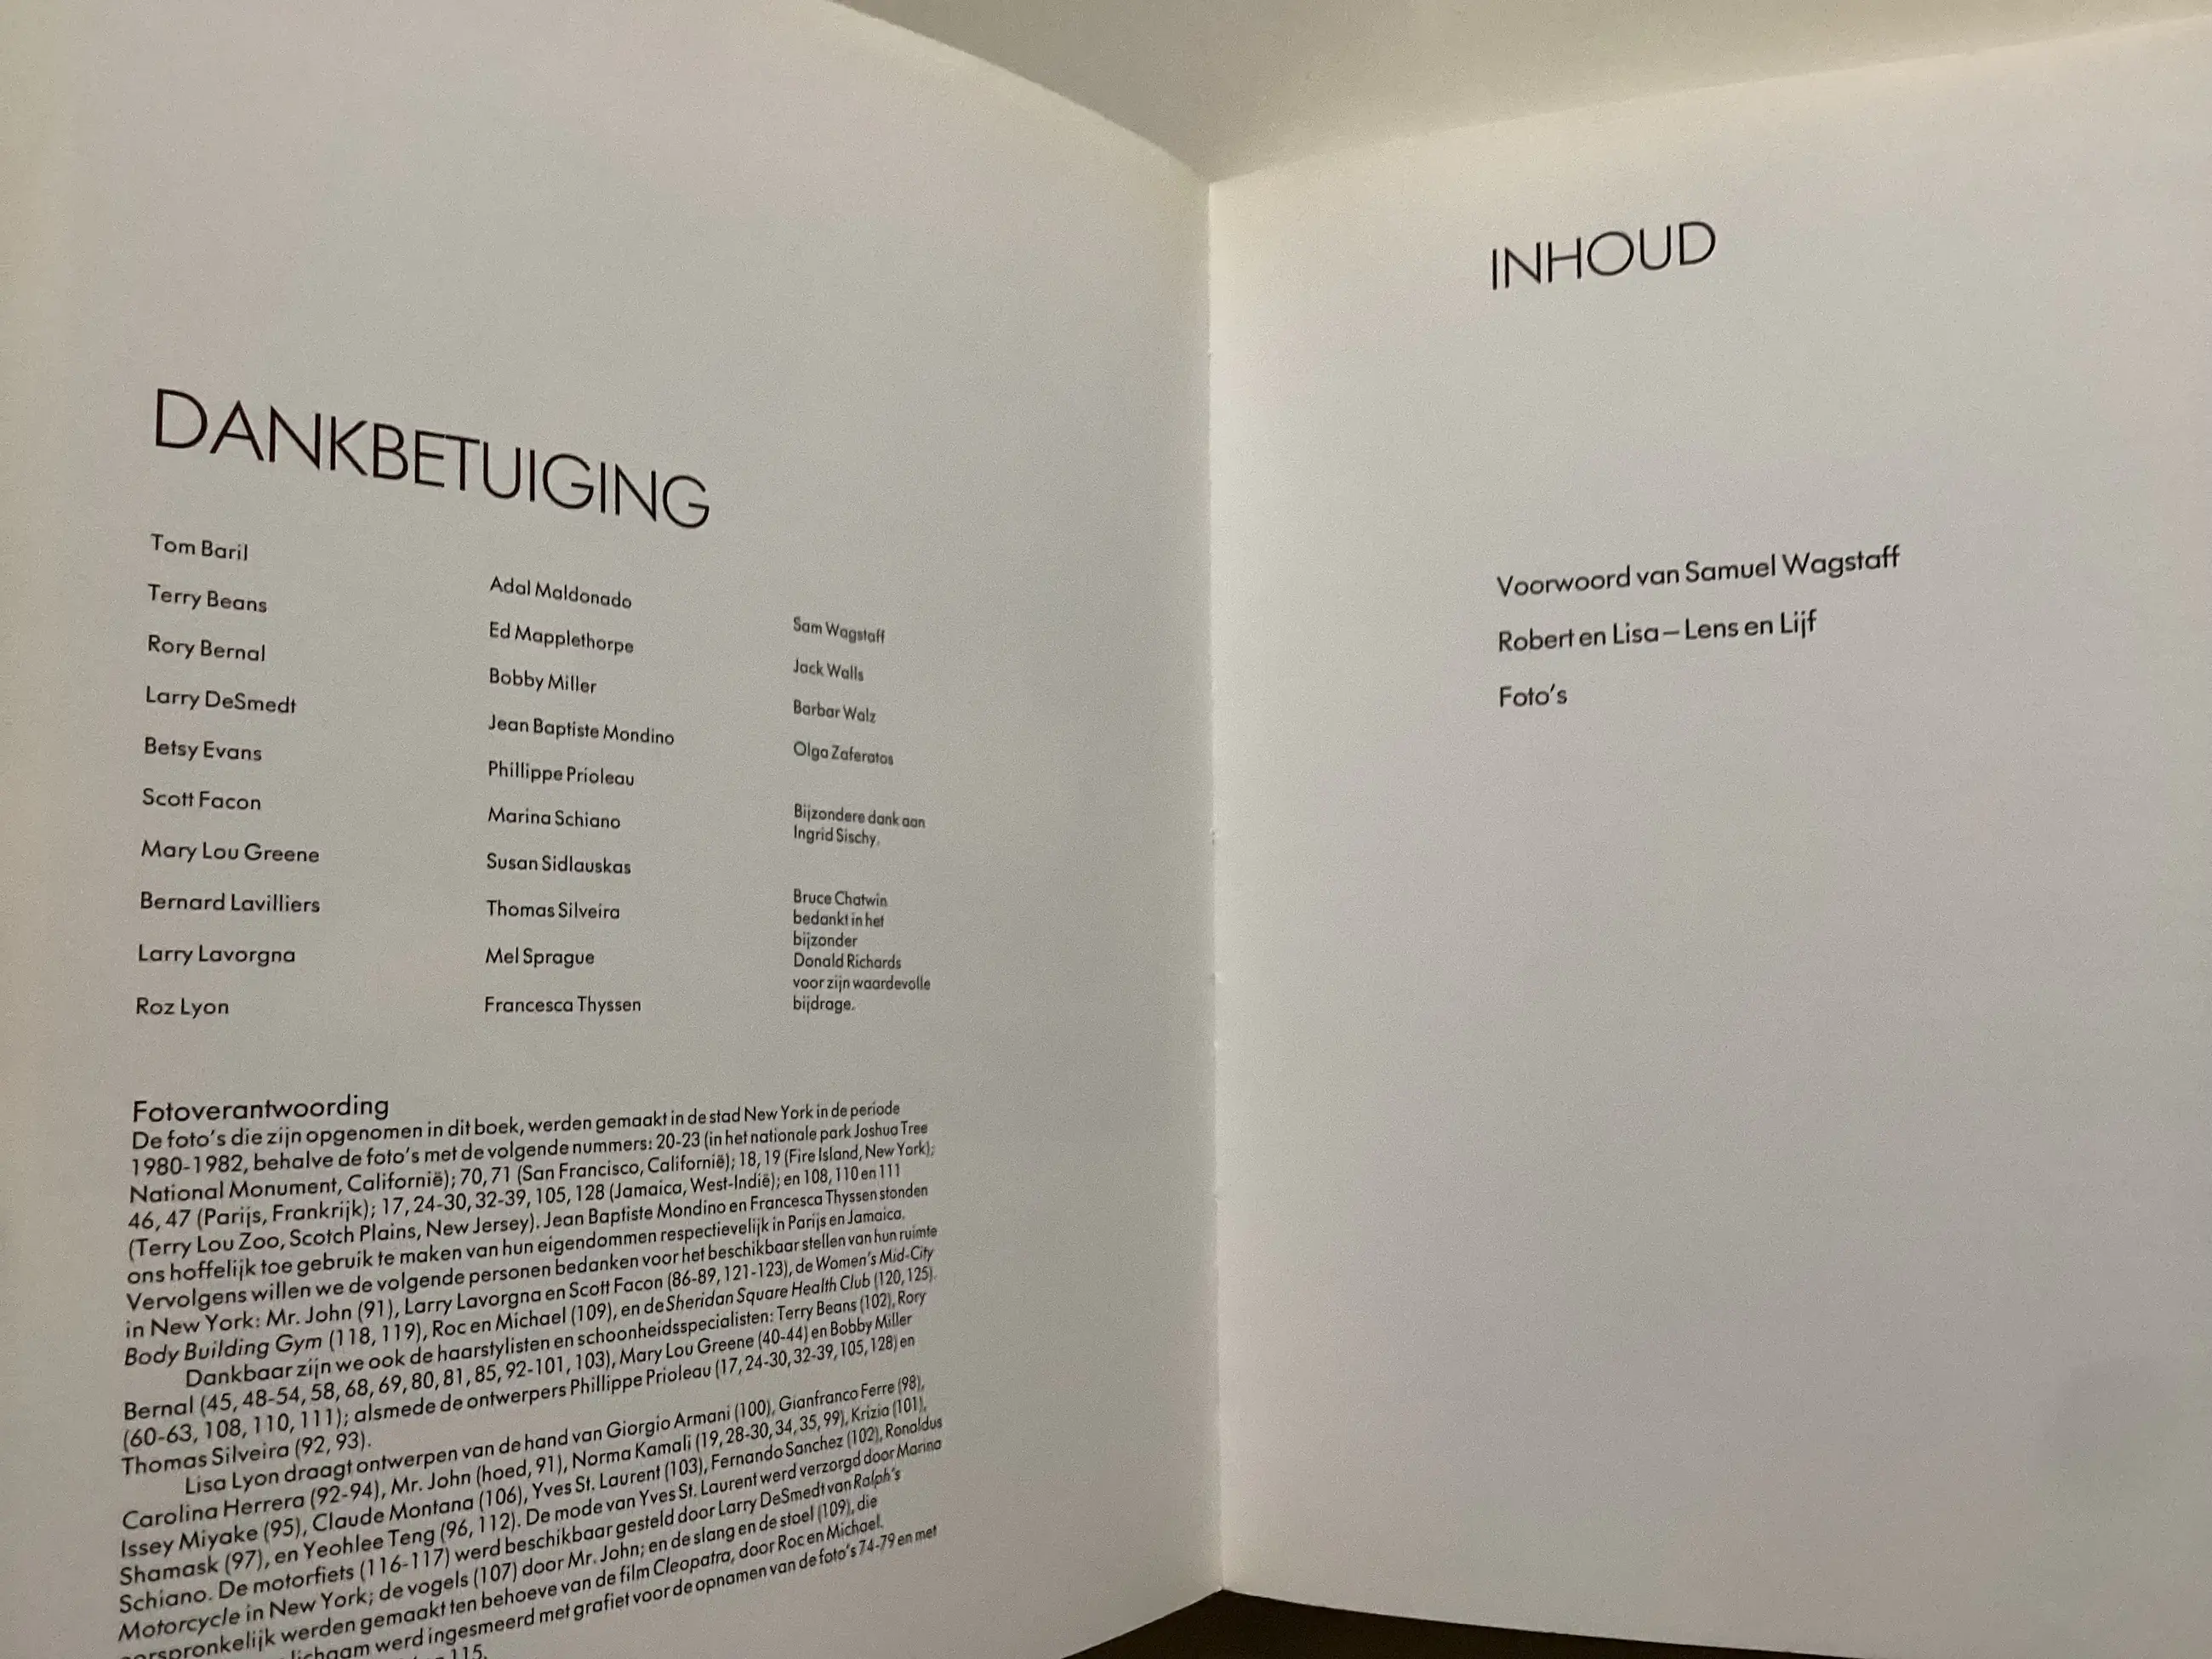 DANKBETUIGING
Tom Baril
Terry Beans
Rory Bernal
Larry DeSmedt
Betsy Evans
Scott Facon
Mary Lou Greene
Bernard Lavilliers
Larry Lavorgna
Roz Lyon
Adal Maldonado
Ed Mapplethorpe
Bobby Miller
Jean Baptiste Mondino
Phillippe Prioleau
Marina Schiano
Susan Sidlauskas
Thomas Silveira
Mel Sprague
Francesca Thyssen
Sam Wagstaff
Jack Walls
Barbar Walz
Olga Zaferatos
Bijzondere dank aan
Ingrid Sischy.
Bruce Chatwin
bedankt in het
bijzonder
Donald Richards
voor zijn waardevolle
bijdrage.
Fotoverantwoording
De foto's die zijn opgenomen in dit boek, werden gemaakt in de stad New York in de periode
1980-1982, behalve de foto's met de volgende nummers: 20-23 (in het nationale park Joshua Tree
National Monument, Californië); 70, 71 (San Francisco, Californië); 18, 19 (Fire Island, New York);
46, 47 (Parijs, Frankrijk); 17, 24-30, 32-39, 105, 128 (Jamaica, West-Indië); en 108, 110 en 111
(Terry Lou Zoo, Scotch Plains, New Jersey). Jean Baptiste Mondino en Francesca Thyssen stonden
ons hoffelijk toe gebruik te maken van hun eigendommen respectievelijk in Parijs en Jamaica.
Vervolgens willen we de volgende personen bedanken voor het beschikbaar stellen van hun ruimte
in New York: Mr. John (91), Larry Lavorgna en Scott Facon (86-89, 121-123), de Women's Mid-City
Body Building Gym (118, 119), Roc en Michael (109), en de Sheridan Square Health Club (120, 125).
Dankbaar zijn we ook de haarstylisten en schoonheidsspecialisten: Terry Beans (102), Rory
Bernal (45, 48-54, 58, 68, 69, 80, 81, 85, 92-101, 103), Mary Lou Greene (40-44) en Bobby Miller
(60-63, 108, 110, 111); alsmede de ontwerpers Phillippe Prioleau (17, 24-30, 32-39, 105, 128) en
Thomas Silveira (92, 93).
Lisa Lyon draagt ontwerpen van de hand van Giorgio Armani (100), Gianfranco Ferre (98),
Carolina Herrera (92-94), Mr. John (hoed, 91), Norma Kamali (19, 28-30, 34, 35, 99), Krizia (101),
Issey Miyake (95), Claude Montana (106), Yves St. Laurent (103), Fernando Sanchez (102), Ronaldus
Shamask (97), en Yeohlee Teng (96, 112). De mode van Yves St. Laurent werd verzorgd door Marina
Schiano. De motorfiets (116-117) werd beschikbaar gesteld door Larry DeSmedt van Ralph's
Motorcycle in New York; de vogels (107) door Mr. John; en de slang en de stoel (109), die
oorspronkelijk werden gemaakt ten behoeve van de film Cleopatra, door Roc en Michael.
lichaam werd ingesmeerd met grafiet voor de opnamen van de foto's 74-79 en met
115.
INHOUD
Voorwoord van Samuel Wagstaff
Robert en Lisa – Lens en Lijf
Foto's